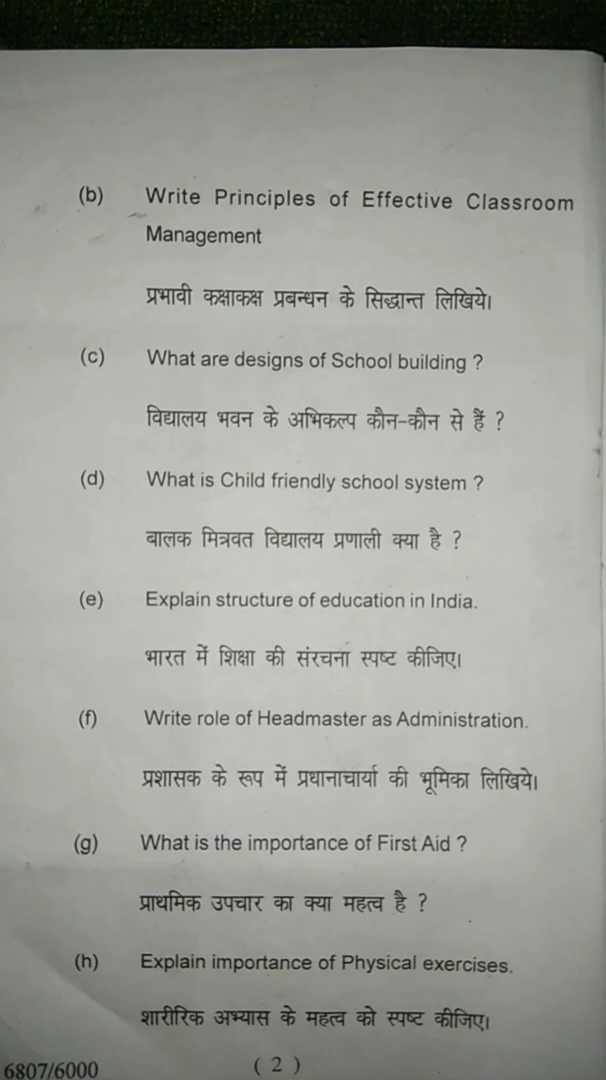 (b) Write Principles of Effective Classroom
Management
प्रभावी कक्षाकक्ष प्रबन्धन के सिद्धान्त लिखिये।
(c) What are designs of School building ?
विद्यालय भवन के अभिकल्प कौन-कौन से हैं ?
(d) What is Child friendly school system ?
बालक मित्रवत विद्यालय प्रणाली क्या है ?
(e) Explain structure of education in India.
भारत में शिक्षा की संरचना स्पष्ट कीजिए।
(f) Write role of Headmaster as Administration.
प्रशासक के रूप में प्रधानाचार्या की भूमिका लिखिये।
(g) What is the importance of First Aid ?
प्राथमिक उपचार का क्या महत्व है ?
(h) Explain importance of Physical exercises.
शारीरिक अभ्यास के महत्व को स्पष्ट कीजिए।
6807/6000 ( 2 )